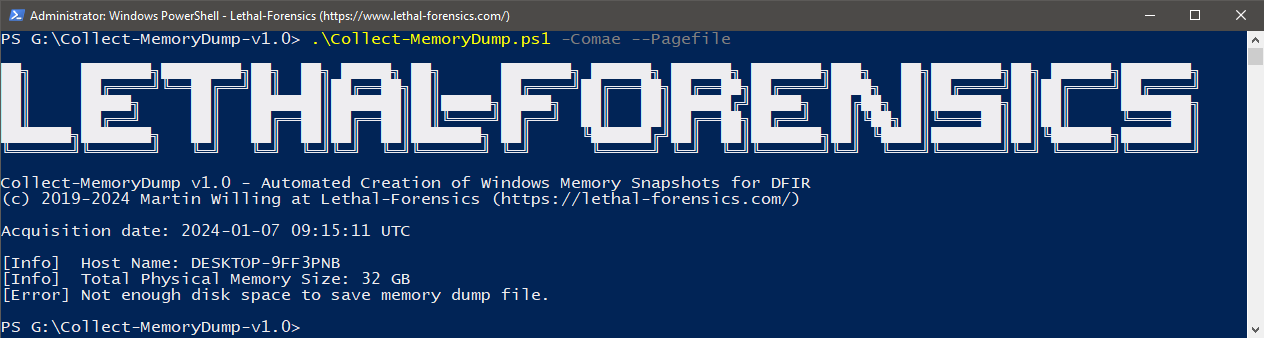 Administrator: Windows PowerShell - Lethal-Forensics (https://www.lethal-forensics.com/)
PS G:\Collect-MemoryDump-v1.0> .\Collect-MemoryDump.ps1 -Comae --Pagefile
LETHAL-FORENSICS
Collect-MemoryDump v1.0 - Automated Creation of Windows Memory Snapshots for DFIR
(c) 2019-2024 Martin Willing at Lethal-Forensics (https://lethal-forensics.com/)
Acquisition date: 2024-01-07 09:15:11 UTC
[Info]  Host Name: DESKTOP-9FF3PNB
[Info]  Total Physical Memory Size: 32 GB
[Error] Not enough disk space to save memory dump file.
PS G:\Collect-MemoryDump-v1.0>